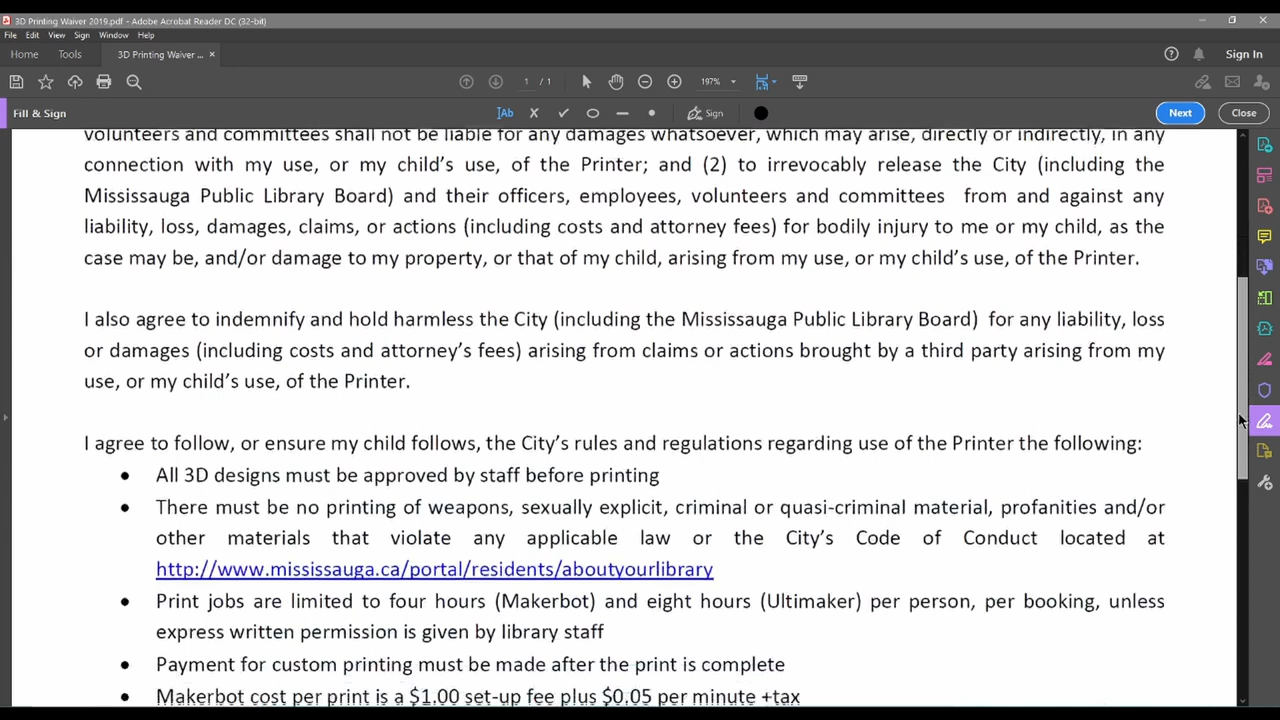 3D Printing Waiver 2019.pdf - Adobe Acrobat Reader DC (32-bit)
File Edit View Sign Window Help
Home Tools 3D Printing Waiver ... × Sign In
1 / 1 197%
Fill & Sign Ab Sign Next Close
volunteers and committees shall not be liable for any damages whatsoever, which may arise, directly or indirectly, in any
connection with my use, or my child's use, of the Printer; and (2) to irrevocably release the City (including the
Mississauga Public Library Board) and their officers, employees, volunteers and committees from and against any
liability, loss, damages, claims, or actions (including costs and attorney fees) for bodily injury to me or my child, as the
case may be, and/or damage to my property, or that of my child, arising from my use, or my child's use, of the Printer.
I also agree to indemnify and hold harmless the City (including the Mississauga Public Library Board) for any liability, loss
or damages (including costs and attorney's fees) arising from claims or actions brought by a third party arising from my
use, or my child's use, of the Printer.
I agree to follow, or ensure my child follows, the City's rules and regulations regarding use of the Printer the following:
• All 3D designs must be approved by staff before printing
• There must be no printing of weapons, sexually explicit, criminal or quasi-criminal material, profanities and/or
other materials that violate any applicable law or the City's Code of Conduct located at
http://www.mississauga.ca/portal/residents/aboutyourlibrary
• Print jobs are limited to four hours (Makerbot) and eight hours (Ultimaker) per person, per booking, unless
express written permission is given by library staff
• Payment for custom printing must be made after the print is complete
• Makerbot cost per print is a $1.00 set-up fee plus $0.05 per minute +tax